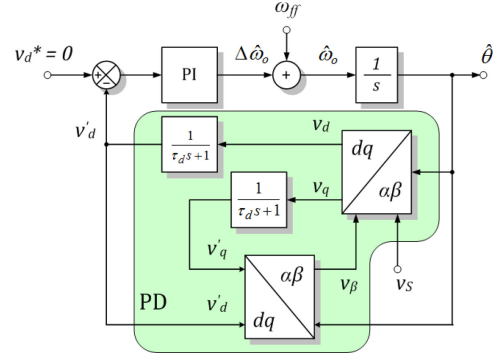 ω_ff
v_d* = 0
PI
Δω̂_o
ω̂_o
1/s
θ̂
+
-
+
v'_d
1/(τ_d s+1)
v_d
dq
αβ
1/(τ_d s+1)
v_q
v'_q
αβ
dq
v_β
v_S
PD
v'_d